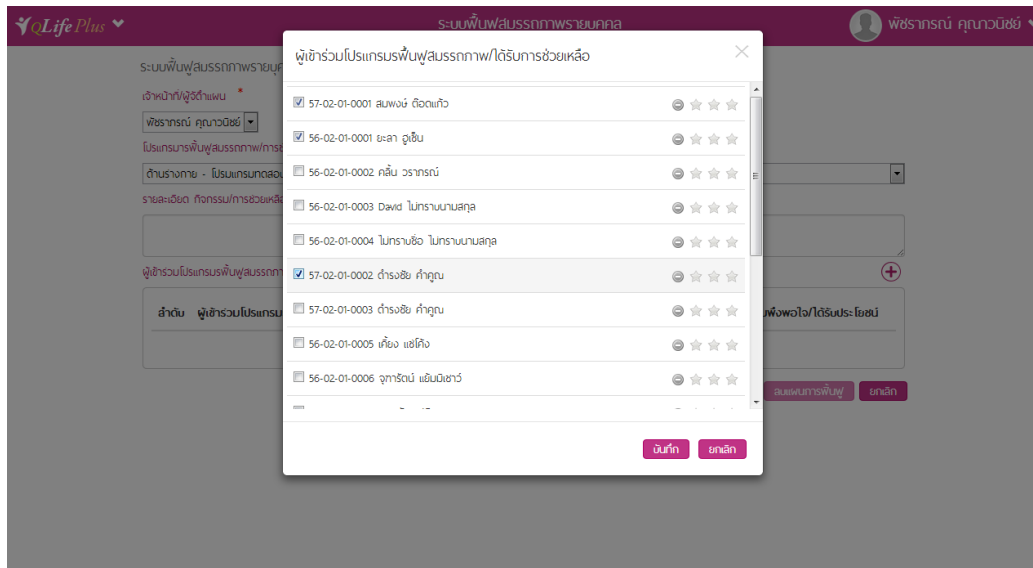 QLife Plus
ระบบฟื้นฟูสมรรถภาพรายบุคคล
พัชราภรณ์ คุณาวนิชย์
ผู้เข้าร่วมโปรแกรมฟื้นฟูสมรรถภาพ/ได้รับการช่วยเหลือ
ระบบฟื้นฟูสมรรถภาพรายบุค
เจ้าหน้าที่/ผู้จัดทำแผน *
พัชราภรณ์ คุณาวนิชย์
โปรแกรมการฟื้นฟูสมรรถภาพ/การช
ด้านร่างกาย - โปรแกรมทดสอบ
รายละเอียด กิจกรรม/การช่วยเหลือ
ผู้เข้าร่วมโปรแกรมฟื้นฟูสมรรถภา
ลำดับ ผู้เข้าร่วมโปรแกรม
พึงพอใจ/ได้รับประโยชน์
57-02-01-0001 สมพงษ์ ต๊อดแก้ว
56-02-01-0001 ยะลา ฮูเซ็น
56-02-01-0002 คลิ้น วราภรณ์
56-02-01-0003 David ไม่ทราบนามสกุล
56-02-01-0004 ไม่ทราบชื่อ ไม่ทราบนามสกุล
57-02-01-0002 ดำรงชัย คำคูณ
57-02-01-0003 ดำรงชัย คำคูณ
56-02-01-0005 เคี้ยง แซ่โค้ง
56-02-01-0006 จุฑารัตน์ แย้มมิเชาว์
บันทึก ยกเลิก
ลบแผนการฟื้นฟู ยกเลิก